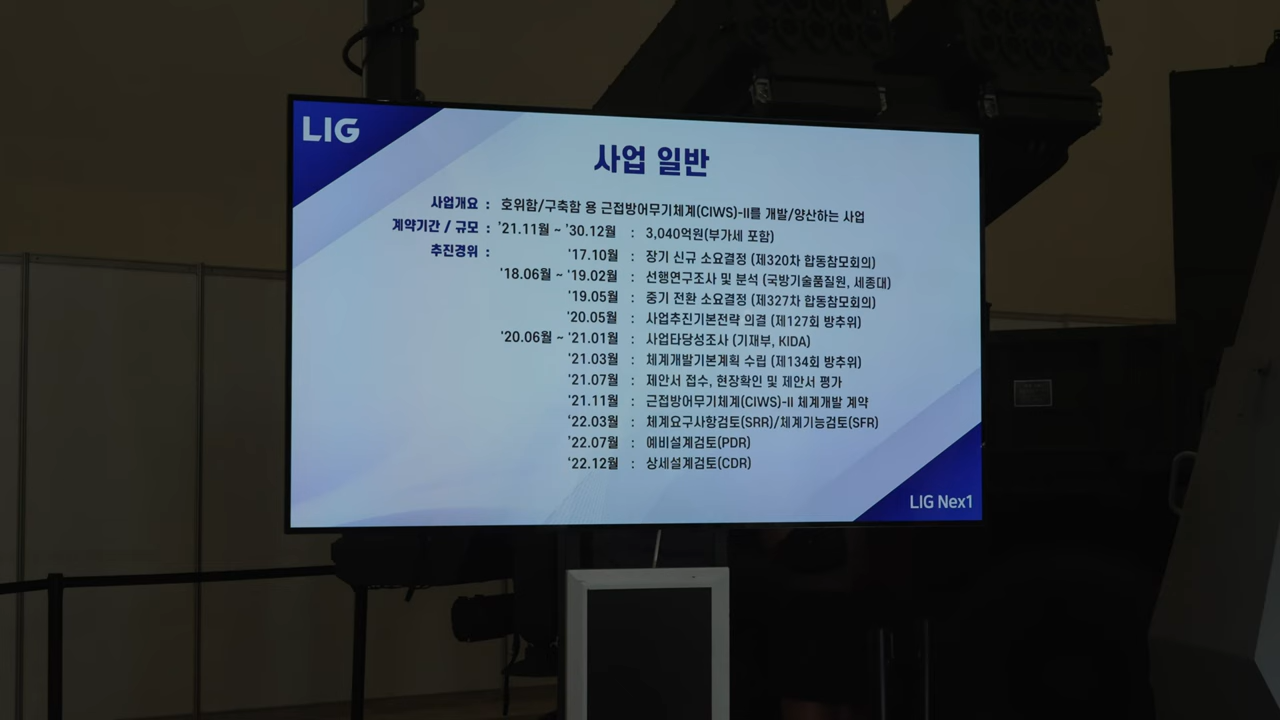 LIG
사업 일반
사업개요 : 호위함/구축함 용 근접방어무기체계(CIWS)-II를 개발/양산하는 사업
계약기간 / 규모 : '21.11월 ~ '30.12월 : 3,040억원(부가세 포함)
추진경위 : '17.10월 : 장기 신규 소요결정 (제320차 합동참모회의)
'18.06월 ~ '19.02월 : 선행연구조사 및 분석 (국방기술품질원, 세종대)
'19.05월 : 중기 전환 소요결정 (제327차 합동참모회의)
'20.05월 : 사업추진기본전략 의결 (제127회 방추위)
'20.06월 ~ '21.01월 : 사업타당성조사 (기재부, KIDA)
'21.03월 : 체계개발기본계획 수립 (제134회 방추위)
'21.07월 : 제안서 접수, 현장확인 및 제안서 평가
'21.11월 : 근접방어무기체계(CIWS)-II 체계개발 계약
'22.03월 : 체계요구사항검토(SRR)/체계기능검토(SFR)
'22.07월 : 예비설계검토(PDR)
'22.12월 : 상세설계검토(CDR)
LIG Nex1